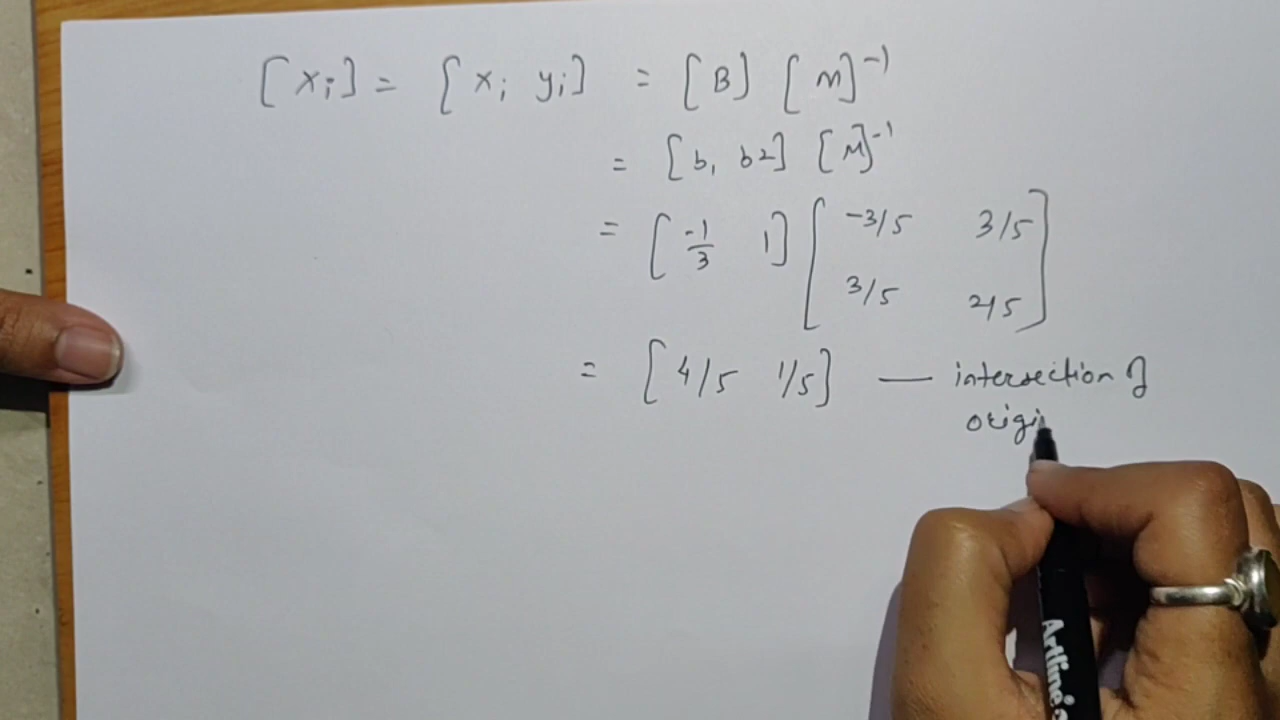 [xi] = [xi yi] = [B] [M]⁻¹
= [b, b2] [M]⁻¹
= [-1/3 1] [-3/5 3/5
3/5 2/5]
= [4/5 1/5] — intersection of
origi
Artline